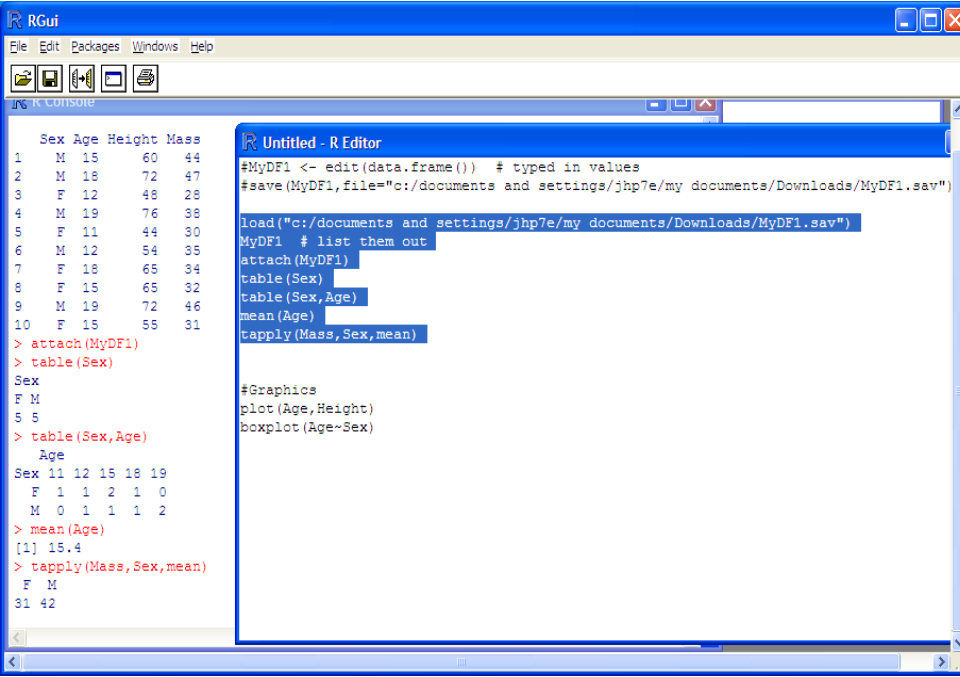 RGui
File Edit Packages Windows Help
R Console
Sex Age Height Mass
1 M 15 60 44
2 M 18 72 47
3 F 12 48 28
4 M 19 76 38
5 F 11 44 30
6 M 12 54 35
7 F 18 65 34
8 F 15 65 32
9 M 19 72 46
10 F 15 55 31
> attach(MyDF1)
> table(Sex)
Sex
F M
5 5
> table(Sex,Age)
Age
Sex 11 12 15 18 19
F 1 1 2 1 0
M 0 1 1 1 2
> mean(Age)
[1] 15.4
> tapply(Mass,Sex,mean)
F M
31 42
Untitled - R Editor
#MyDF1 <- edit(data.frame()) # typed in values
#save(MyDF1,file="c:/documents and settings/jhp7e/my documents/Downloads/MyDF1.sav")
load("c:/documents and settings/jhp7e/my documents/Downloads/MyDF1.sav")
MyDF1 # list them out
attach(MyDF1)
table(Sex)
table(Sex,Age)
mean(Age)
tapply(Mass,Sex,mean)
#Graphics
plot(Age,Height)
boxplot(Age~Sex)